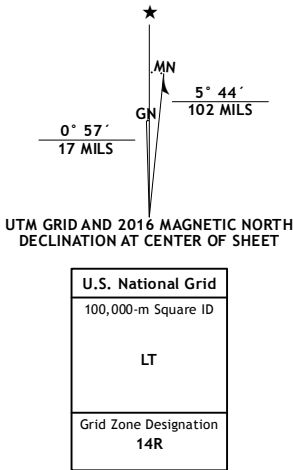 MN
5° 44´
102 MILS
GN
0° 57´
17 MILS
UTM GRID AND 2016 MAGNETIC NORTH
DECLINATION AT CENTER OF SHEET
U.S. National Grid
100,000-m Square ID
LT
Grid Zone Designation
14R